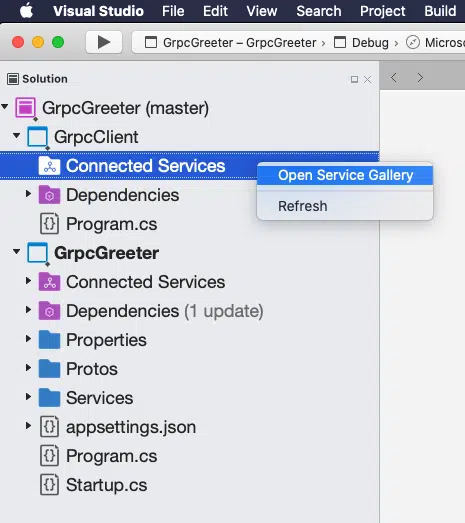 Visual Studio File Edit View Search Project Build
GrpcGreeter – GrpcGreeter › Debug › Micros
Solution
GrpcGreeter (master)
GrpcClient
Connected Services
Open Service Gallery
Refresh
Dependencies
Program.cs
GrpcGreeter
Connected Services
Dependencies (1 update)
Properties
Protos
Services
{} appsettings.json
{} Program.cs
{} Startup.cs